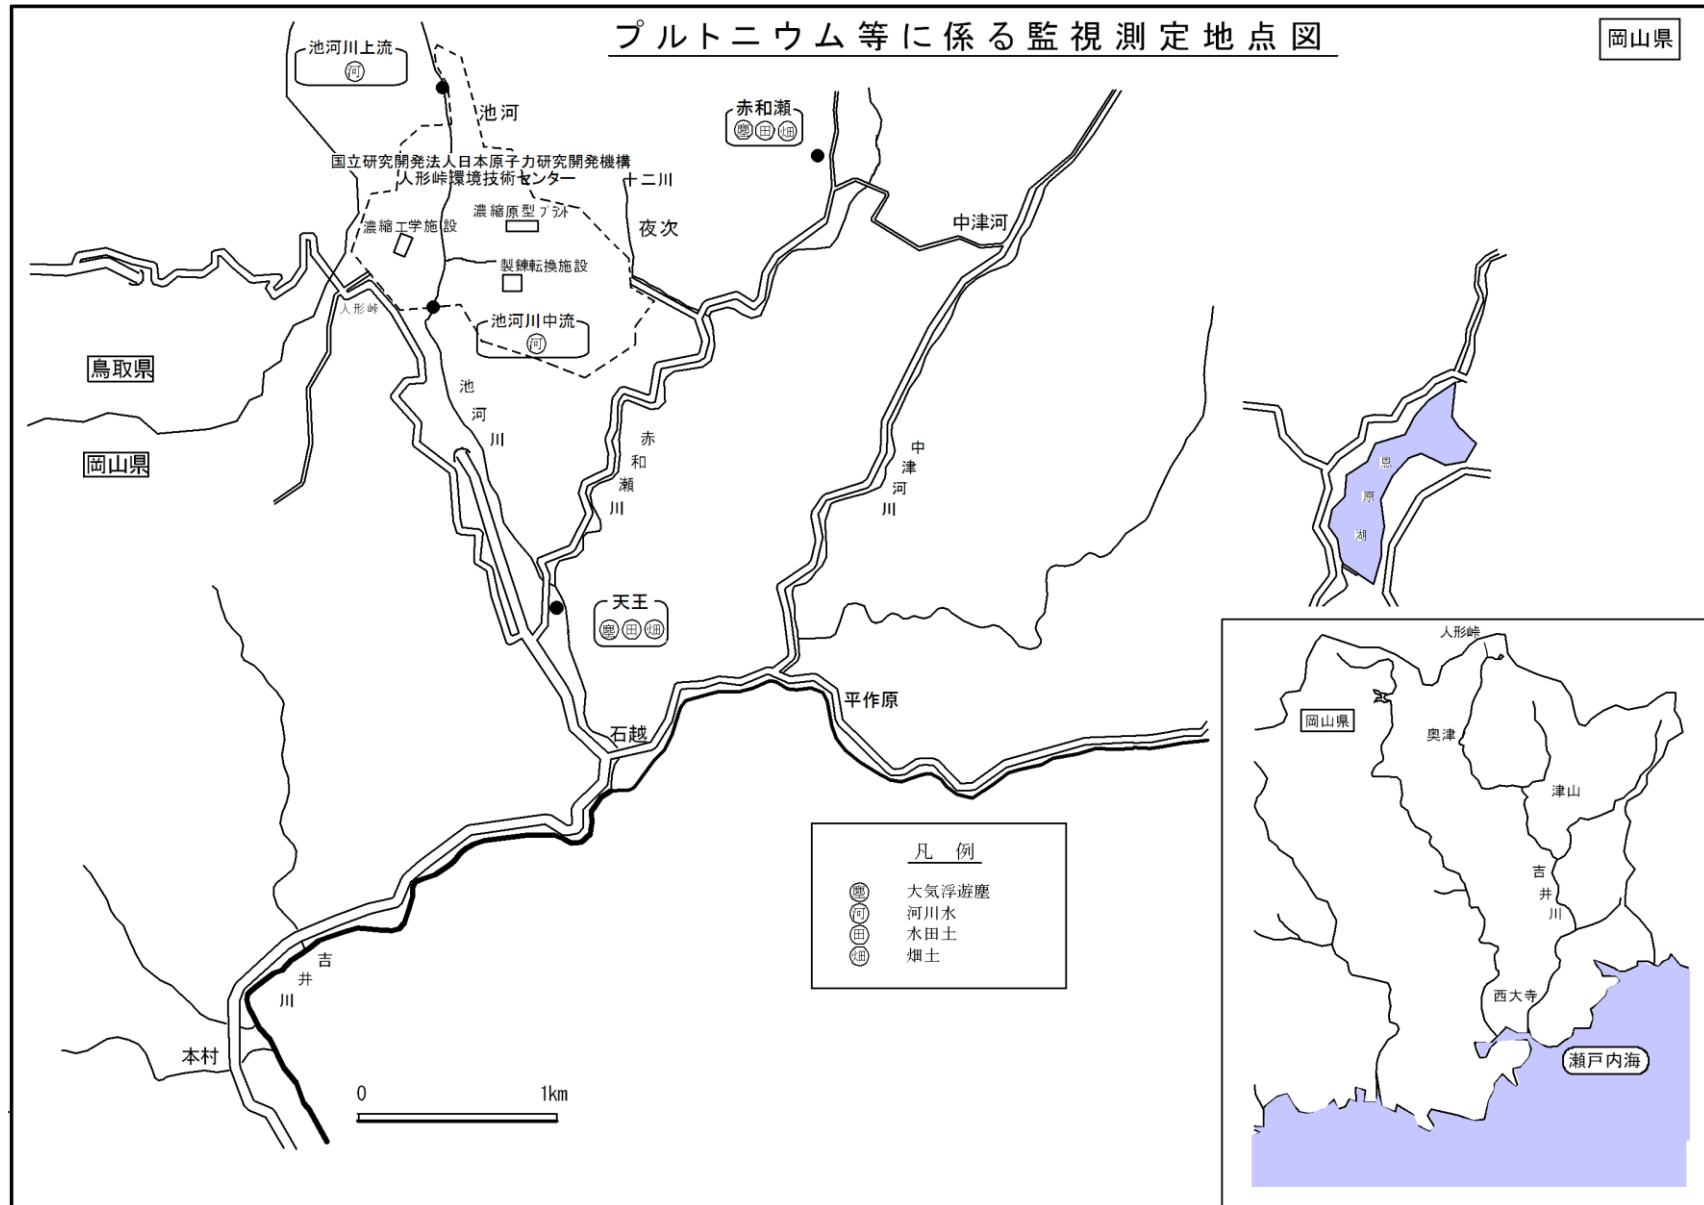 プルトニウム等に係る監視測定地点図
岡山県
池河川上流
河
池河
赤和瀬
塵 田 畑
国立研究開発法人日本原子力研究開発機構
人形峠環境技術センター
十二川
濃縮原型プラント
濃縮工学施設
夜次
中津河
製錬転換施設
人形峠
池河川中流
河
鳥取県
岡山県
池河川
赤和瀬川
中津河川
恩原湖
天王
塵 田 畑
平作原
石越
吉井川
本村
0 1km
凡 例
塵 大気浮遊塵
河 河川水
田 水田土
畑 畑土
人形峠
岡山県
奥津
津山
吉井川
西大寺
瀬戸内海